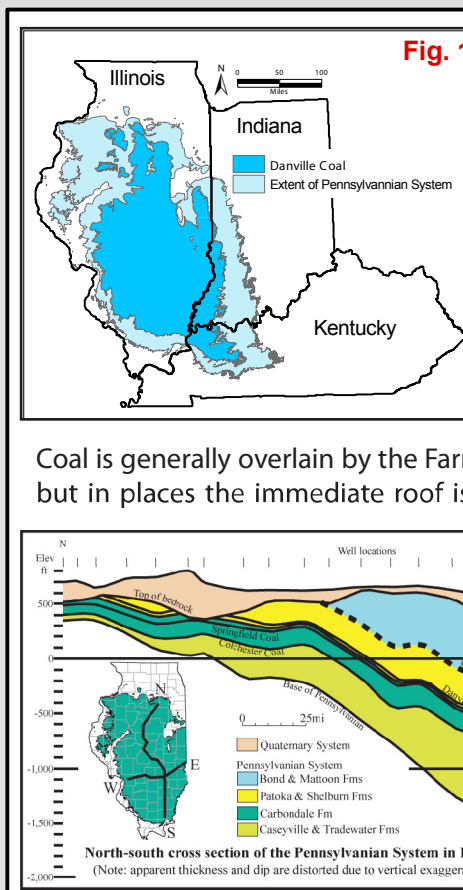 Fig. 1
Illinois
N
0 50 100
Miles
Indiana
Danville Coal
Extent of Pennsylvannian System
Kentucky
Coal is generally overlain by the Farm
but in places the immediate roof is
N
Elev
ft
Well locations
Top of bedrock
500
Springfield Coal
Colchester Coal
0
Danv
Base of Pennsylvanian
-500
N
0 25mi
Quaternary System
E
Pennsylvanian System
W
Bond & Mattoon Fms
-1,000
Patoka & Shelburn Fms
Carbondale Fm
S
Caseyville & Tradewater Fms
-1,500
North-south cross section of the Pennsylvanian System in I
(Note: apparent thickness and dip are distorted due to vertical exagger
-2,000